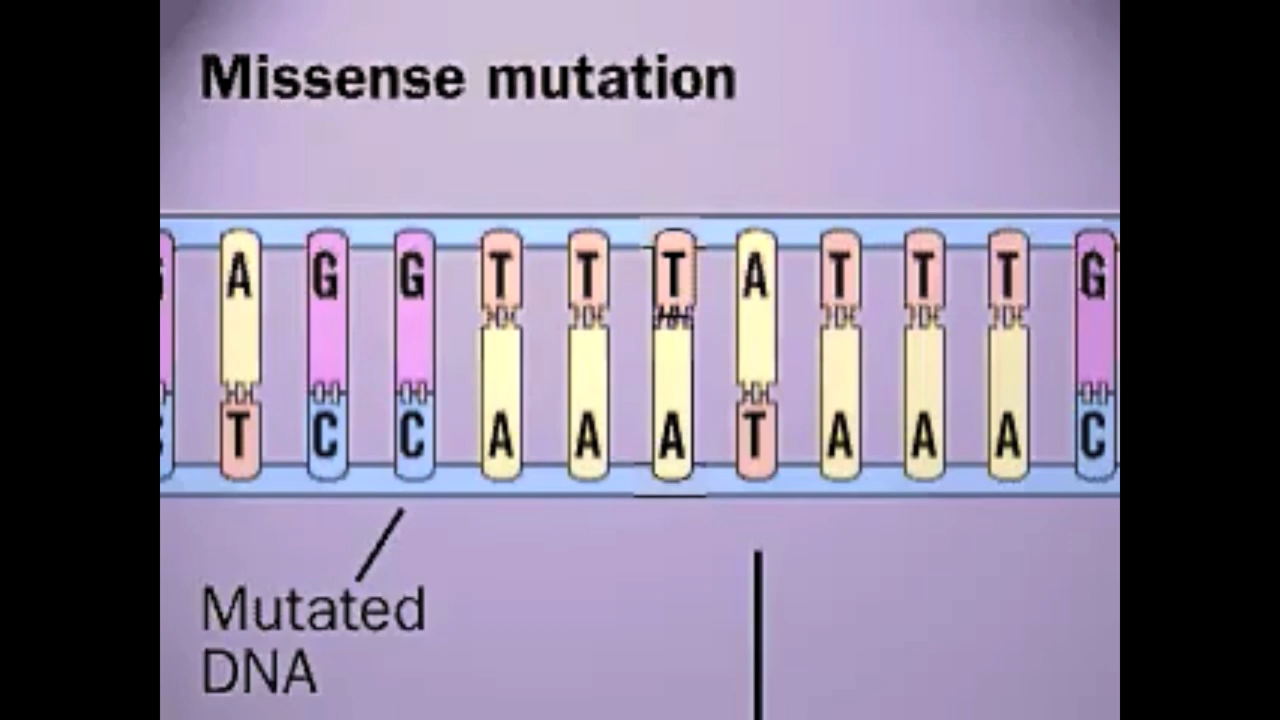 Missense mutation
G A G G T T T A T T T G
C T C C A A A T A A A C
Mutated
DNA